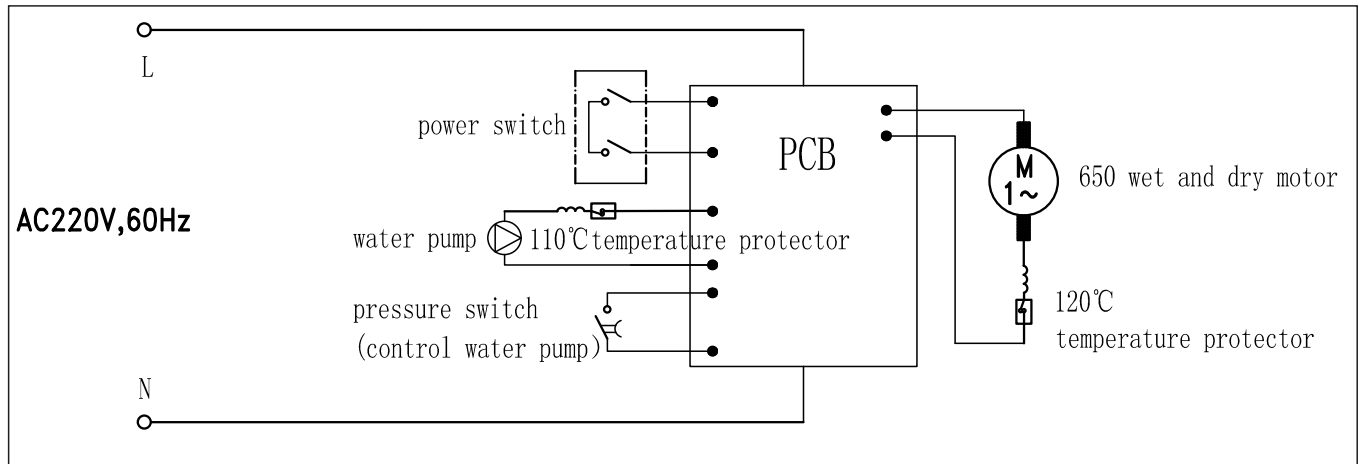 L
power switch
PCB
M
1~
650 wet and dry motor
AC220V,60Hz
water pump
110℃temperature protector
pressure switch
(control water pump)
120℃
temperature protector
N